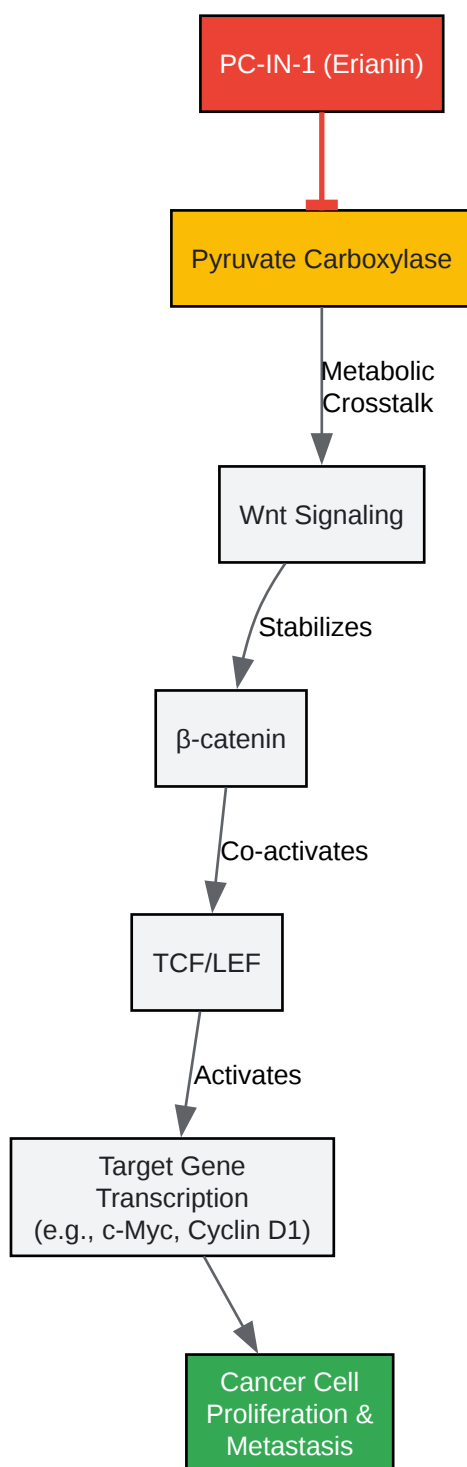 PC-IN-1 (Erianin)
Pyruvate Carboxylase
Metabolic
Crosstalk
Wnt Signaling
Stabilizes
β-catenin
Co-activates
TCF/LEF
Activates
Target Gene
Transcription
(e.g., c-Myc, Cyclin D1)
Cancer Cell
Proliferation &
Metastasis